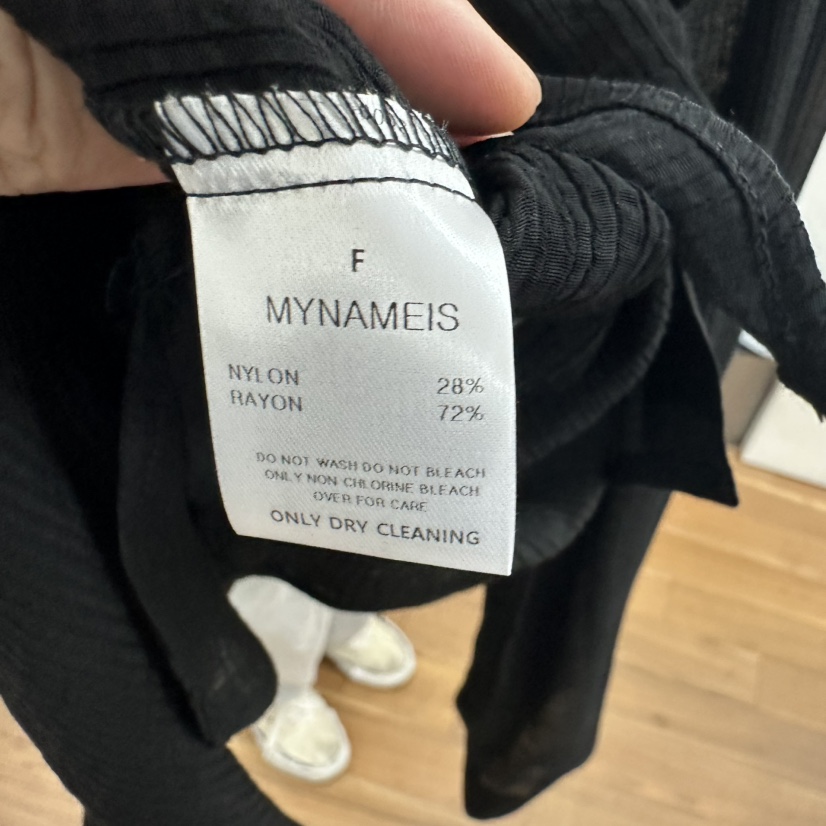 F
MYNAMEIS
NYLON 28%
RAYON 72%
DO NOT WASH DO NOT BLEACH
ONLY NON CHLORINE BLEACH
OVER FOR CARE
ONLY DRY CLEANING